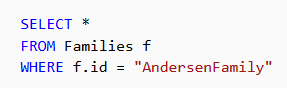 SELECT *
FROM Families f
WHERE f.id = "AndersenFamily"